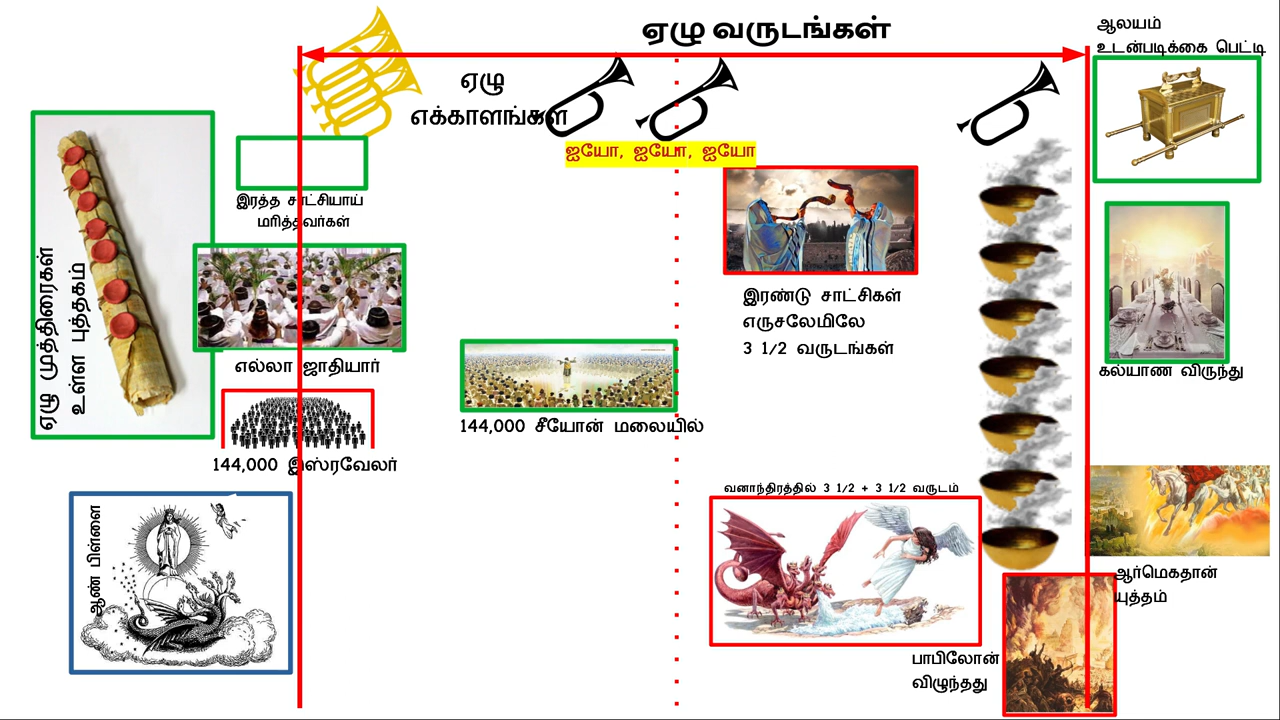 ஏழு வருடங்கள்
ஆலயம்
உடன்படிக்கை பெட்டி
ஏழு
எக்காளங்கள்
ஐயோ, ஐயோ, ஐயோ
ஏழு முத்திரைகள்
உள்ள புத்தகம்
இரத்த சாட்சியாய்
மரித்தவர்கள்
எல்லா ஜாதியார்
144,000 இஸ்ரவேலர்
144,000 சீயோன் மலையில்
இரண்டு சாட்சிகள்
எருசலேமிலே
3 1/2 வருடங்கள்
கல்யாண விருந்து
வனாந்திரத்தில் 3 1/2 + 3 1/2 வருடம்
ஆண் பிள்ளை
ஆர்மெகதான்
யுத்தம்
பாபிலோன்
விழுந்தது